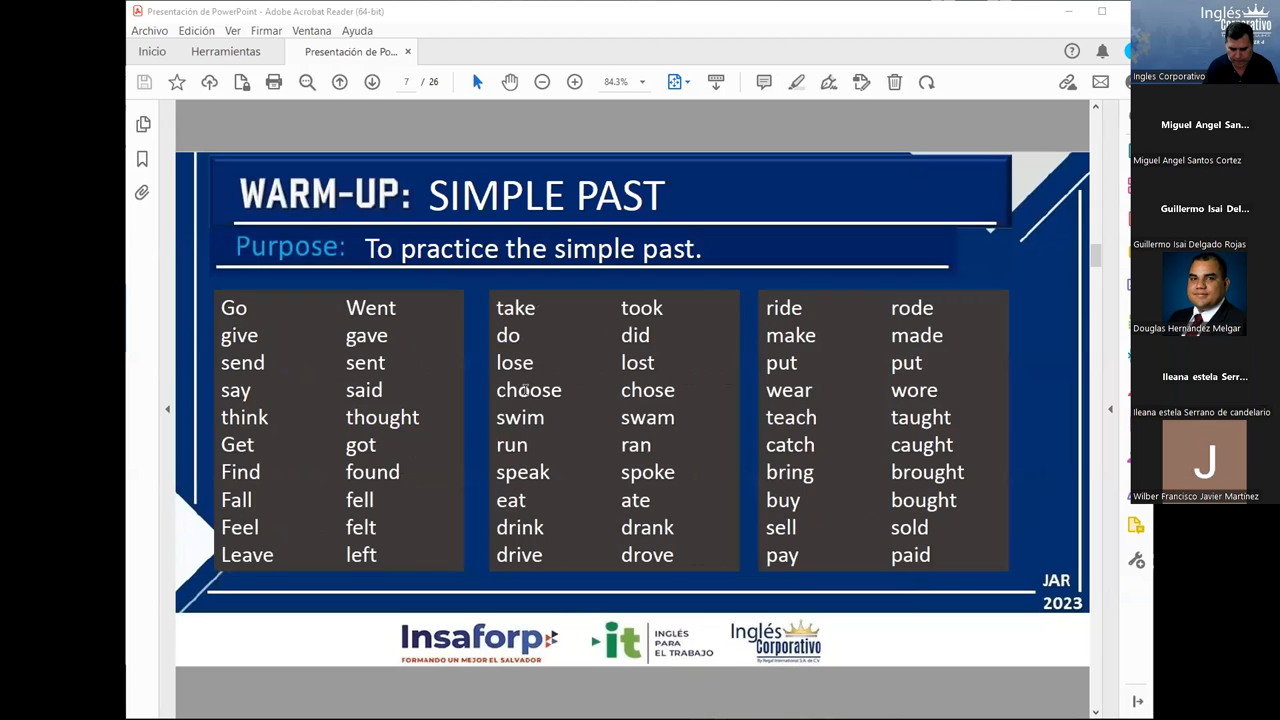 Presentación de PowerPoint - Adobe Acrobat Reader (64-bit)
Archivo Edición Ver Firmar Ventana Ayuda
Inicio Herramientas Presentación de Po... ×
7 / 26 84.3%
WARM-UP: SIMPLE PAST
Purpose: To practice the simple past.
Go Went
give gave
send sent
say said
think thought
Get got
Find found
Fall fell
Feel felt
Leave left
take took
do did
lose lost
choose chose
swim swam
run ran
speak spoke
eat ate
drink drank
drive drove
ride rode
make made
put put
wear wore
teach taught
catch caught
bring brought
buy bought
sell sold
pay paid
JAR
2023
Insaforp
FORMANDO UN MEJOR EL SALVADOR
it
INGLÉS
PARA
EL TRABAJO
Inglés
Corporativo
By Regal International S.A. de C.V.
Inglés
Corporativo
Ingles Corporativo
Miguel Angel San...
Miguel Angel Santos Cortez
Guillermo Isai Del...
Guillermo Isai Delgado Rojas
Douglas Hernández Melgar
Ileana estela Serr...
Ileana estela Serrano de candelario
J
Wilber Francisco Javier Martínez